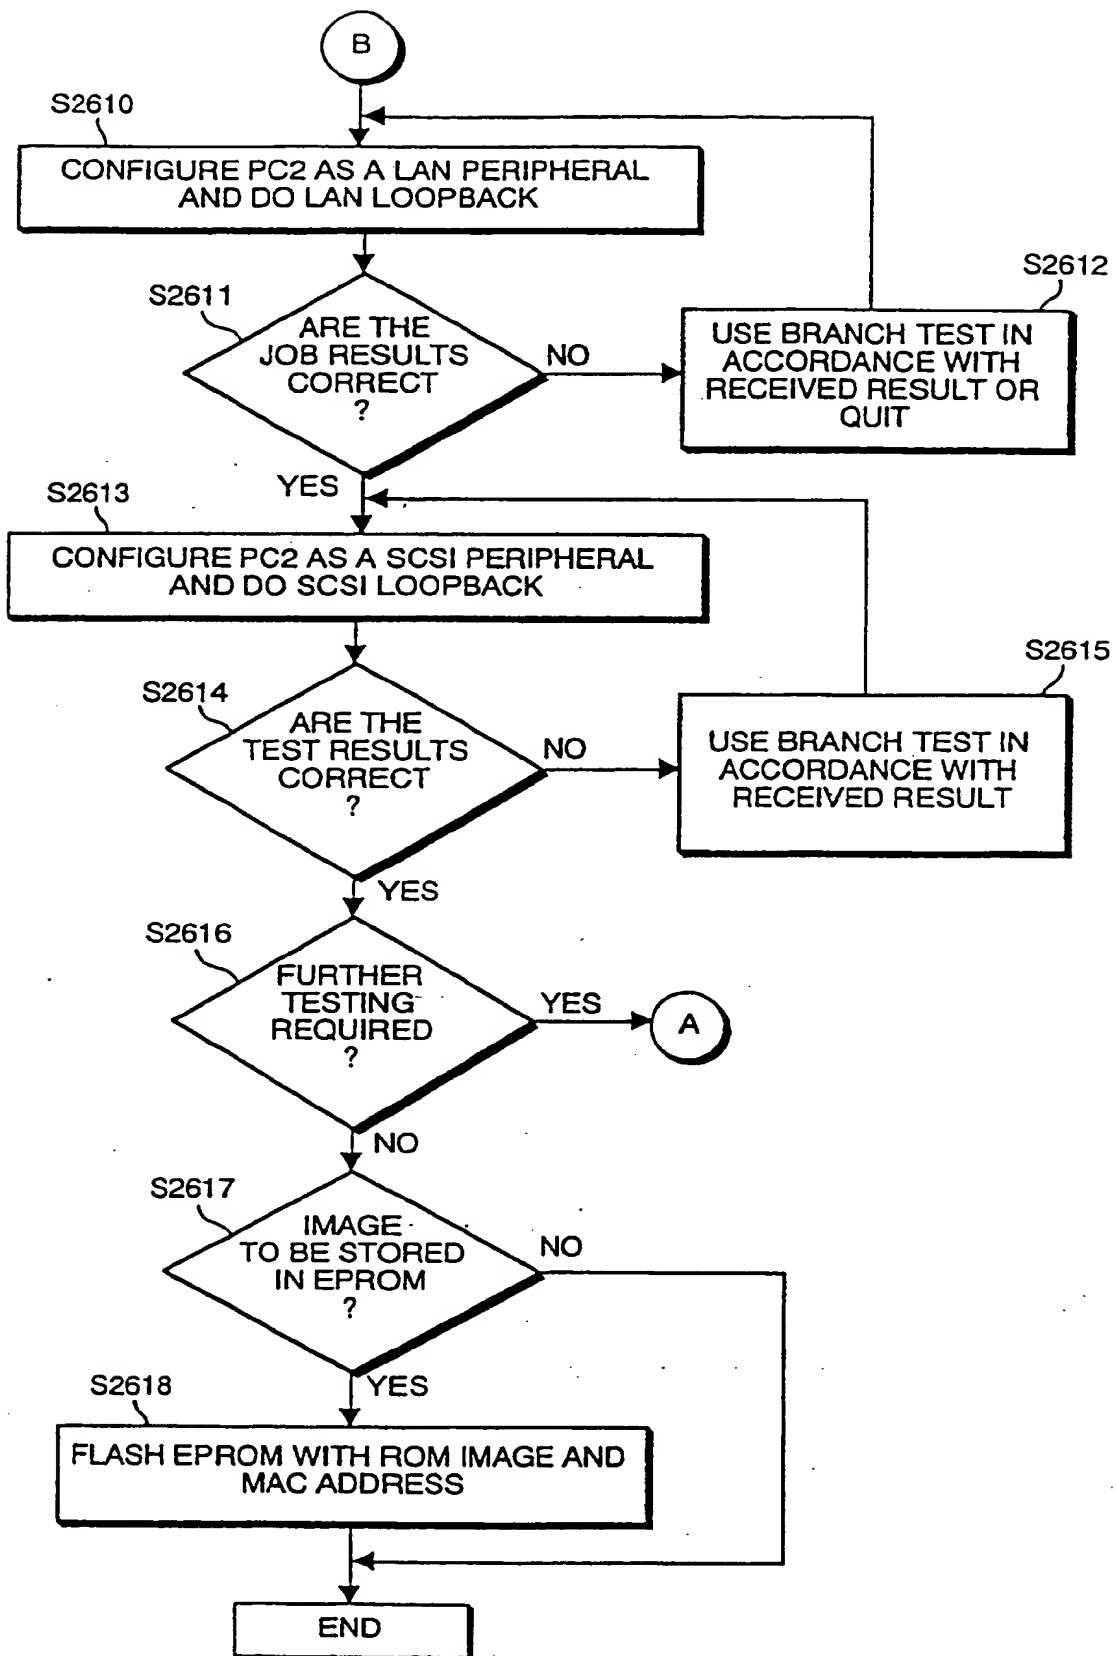 B
S2610
CONFIGURE PC2 AS A LAN PERIPHERAL
AND DO LAN LOOPBACK
S2611
ARE THE
JOB RESULTS
CORRECT
?
NO
S2612
USE BRANCH TEST IN
ACCORDANCE WITH
RECEIVED RESULT OR
QUIT
YES
S2613
CONFIGURE PC2 AS A SCSI PERIPHERAL
AND DO SCSI LOOPBACK
S2614
ARE THE
TEST RESULTS
CORRECT
?
NO
S2615
USE BRANCH TEST IN
ACCORDANCE WITH
RECEIVED RESULT
YES
S2616
FURTHER
TESTING
REQUIRED
?
YES
A
NO
S2617
IMAGE
TO BE STORED
IN EPROM
?
NO
YES
S2618
FLASH EPROM WITH ROM IMAGE AND
MAC ADDRESS
END